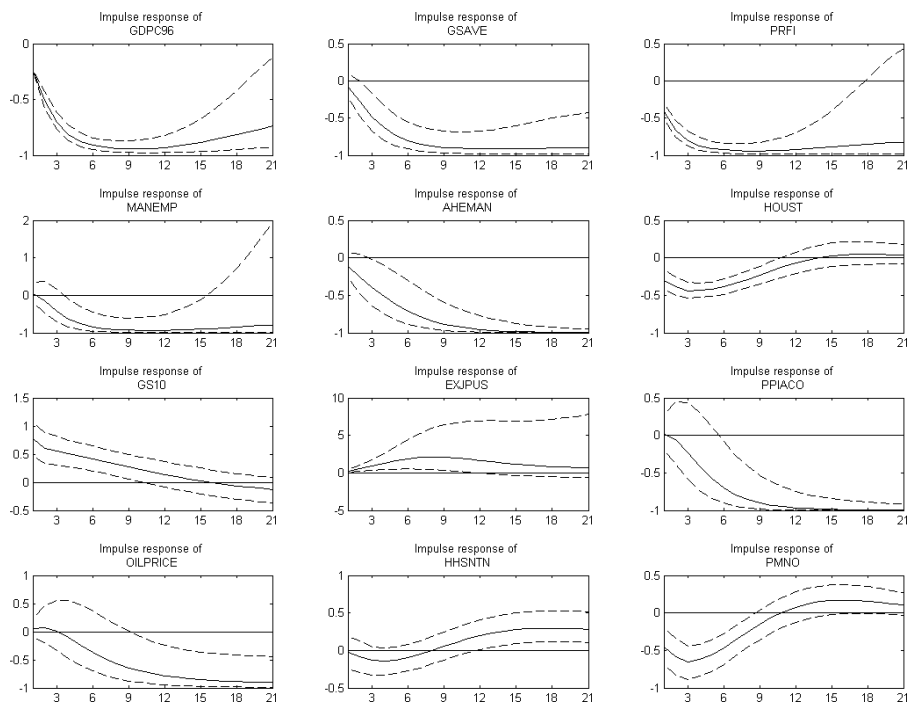 Impulse response of
GDPC96
0
-0.5
-1
3 6 9 12 15 18 21
Impulse response of
GSAVE
0.5
0
-0.5
-1
3 6 9 12 15 18 21
Impulse response of
PRFI
0.5
0
-0.5
-1
3 6 9 12 15 18 21
Impulse response of
MANEMP
2
1
0
-1
3 6 9 12 15 18 21
Impulse response of
AHEMAN
0.5
0
-0.5
-1
3 6 9 12 15 18 21
Impulse response of
HOUST
0.5
0
-0.5
-1
3 6 9 12 15 18 21
Impulse response of
GS10
1.5
1
0.5
0
-0.5
3 6 9 12 15 18 21
Impulse response of
EXJPUS
10
5
0
-5
3 6 9 12 15 18 21
Impulse response of
PPIACO
0.5
0
-0.5
-1
3 6 9 12 15 18 21
Impulse response of
OILPRICE
1
0.5
0
-0.5
-1
3 6 9 12 15 18 21
Impulse response of
HHSNTN
1
0.5
0
-0.5
3 6 9 12 15 18 21
Impulse response of
PMNO
0.5
0
-0.5
-1
3 6 9 12 15 18 21